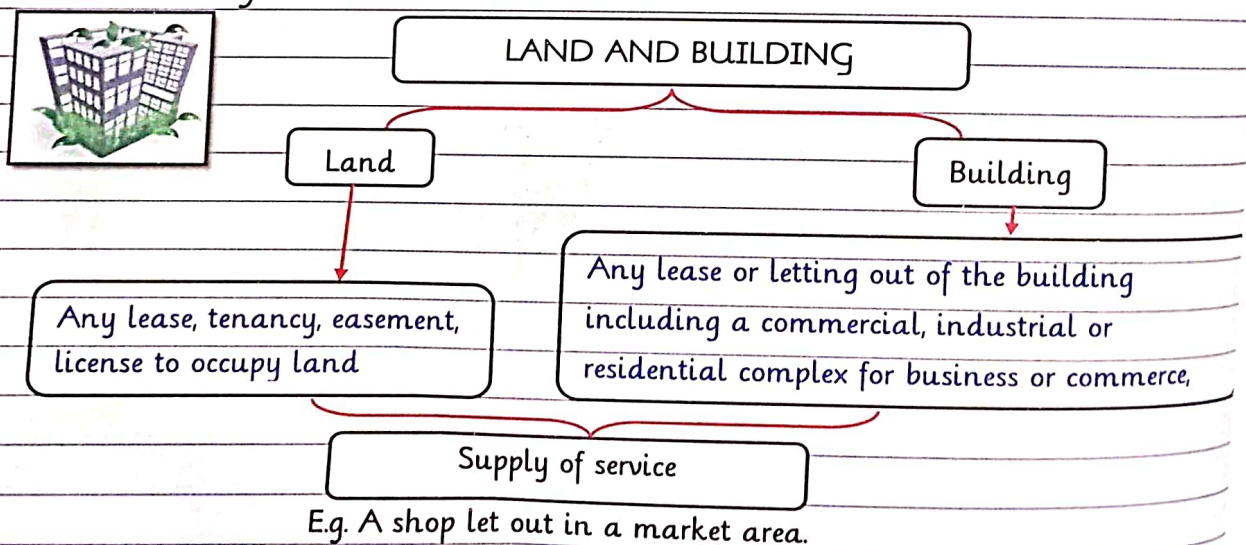 LAND AND BUILDING
Land
Building
Any lease, tenancy, easement,
license to occupy land
Any lease or letting out of the building
including a commercial, industrial or
residential complex for business or commerce,
Supply of service
E.g. A shop let out in a market area.